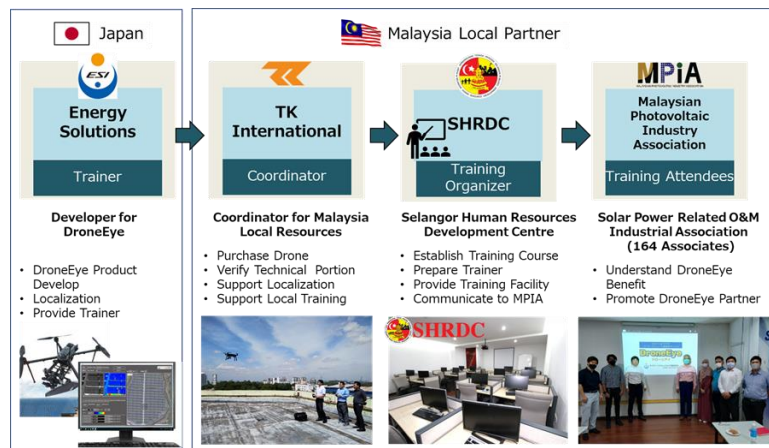 Japan
Malaysia Local Partner
ESI
Energy
Solutions
Trainer
Developer for
DroneEye
• DroneEye Product
Develop
• Localization
• Provide Trainer
TK
International
Coordinator
Coordinator for Malaysia
Local Resources
• Purchase Drone
• Verify Technical Portion
• Support Localization
• Support Local Training
SHRDC
Training
Organizer
Selangor Human Resources
Development Centre
• Establish Training Course
• Prepare Trainer
• Provide Training Facility
• Communicate to MPIA
SHRDC
MPiA
Malaysian
Photovoltaic
Industry
Association
Training Attendees
Solar Power Related O&M
Industrial Association
(164 Associates)
• Understand DroneEye
Benefit
• Promote DroneEye Partner
DroneEye